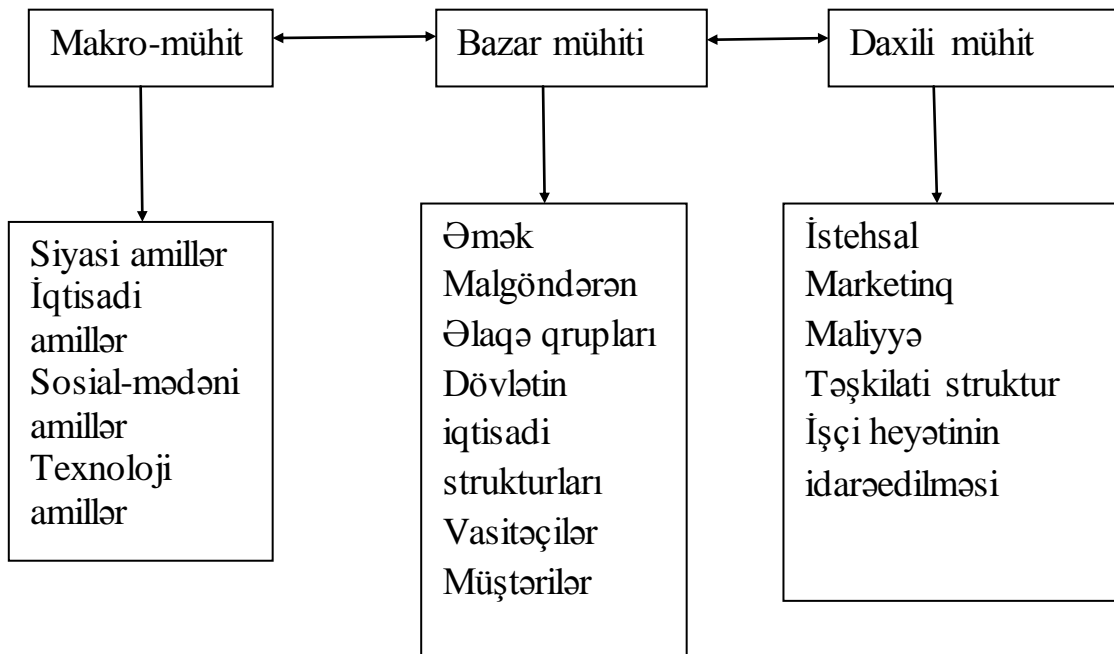 Makro-mühit
Bazar mühiti
Daxili mühit
Siyasi amillər
İqtisadi
amillər
Sosial-mədəni
amillər
Texnoloji
amillər
Əmək
Malgöndərən
Əlaqə qrupları
Dövlətin
iqtisadi
strukturları
Vasitəçilər
Müştərilər
İstehsal
Marketinq
Maliyyə
Təşkilati struktur
İşçi heyətinin
idarəedilməsi